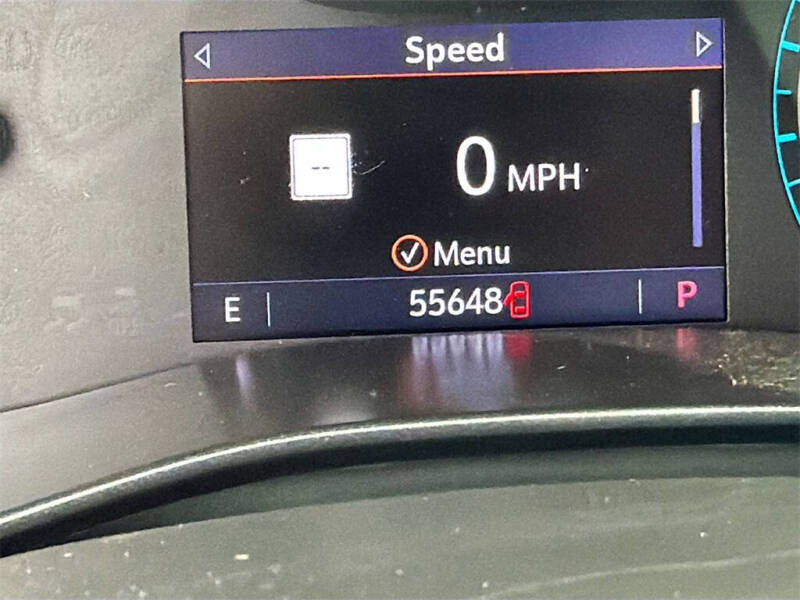 Speed
--
0 MPH
Menu
E 55648 P